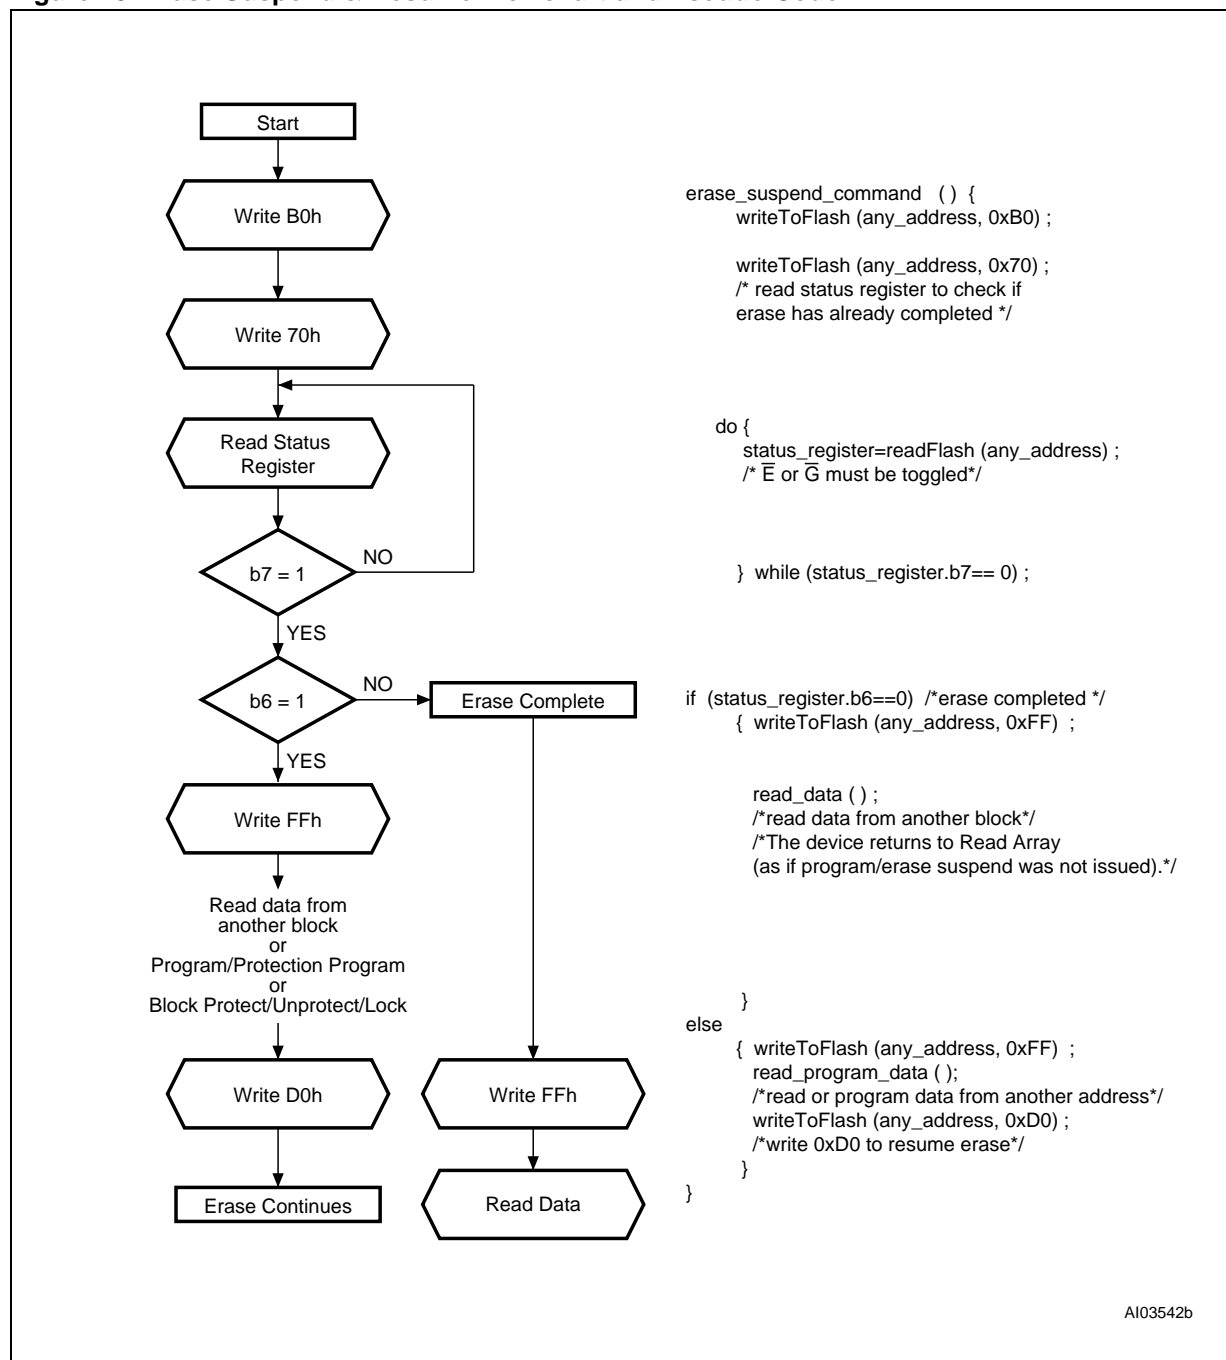 Start
Write B0h
Write 70h
Read Status
Register
b7 = 1
NO
YES
b6 = 1
NO
Erase Complete
YES
Write FFh
Read data from
another block
or
Program/Protection Program
or
Block Protect/Unprotect/Lock
Write D0h
Write FFh
Erase Continues
Read Data
erase_suspend_command ( ) {
writeToFlash (any_address, 0xB0) ;
writeToFlash (any_address, 0x70) ;
/* read status register to check if
erase has already completed */
do {
status_register=readFlash (any_address) ;
/* E̅ or G̅ must be toggled*/
} while (status_register.b7== 0) ;
if (status_register.b6==0) /*erase completed */
{ writeToFlash (any_address, 0xFF) ;
read_data ( ) ;
/*read data from another block*/
/*The device returns to Read Array
(as if program/erase suspend was not issued).*/
}
else
{ writeToFlash (any_address, 0xFF) ;
read_program_data ( );
/*read or program data from another address*/
writeToFlash (any_address, 0xD0) ;
/*write 0xD0 to resume erase*/
}
}
AI03542b